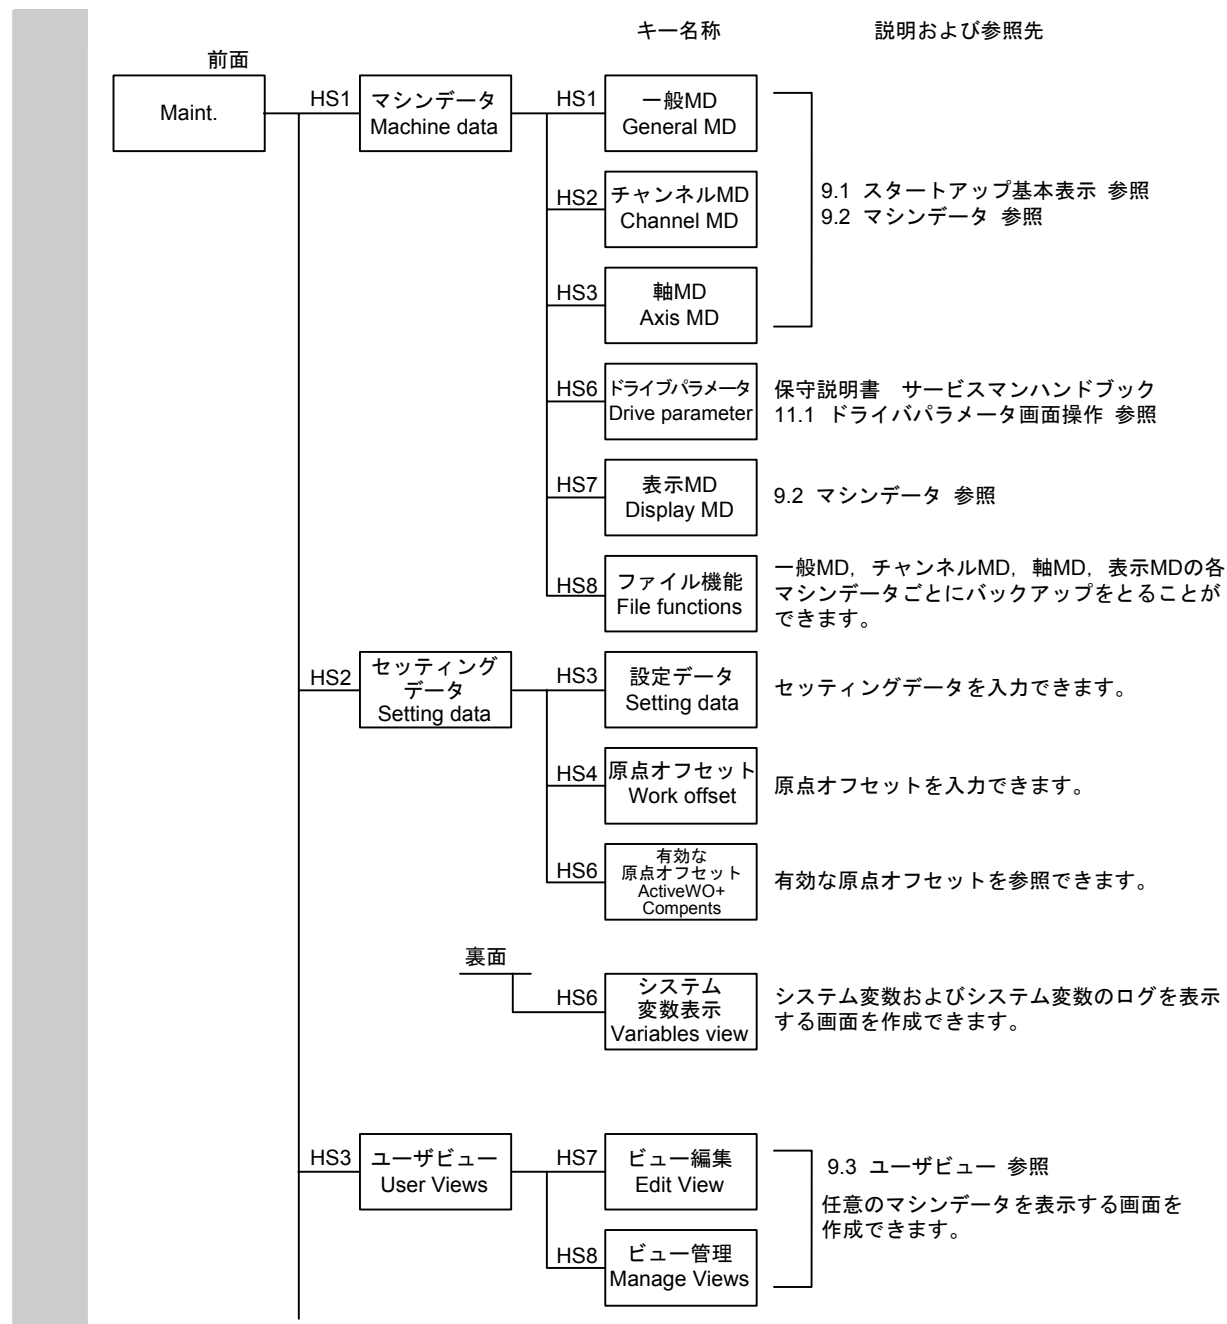 キー名称 説明および参照先
前面
Maint.
HS1
マシンデータ
Machine data
HS1
一般MD
General MD
HS2
チャンネルMD
Channel MD
HS3
軸MD
Axis MD
9.1 スタートアップ基本表示 参照
9.2 マシンデータ 参照
HS6
ドライブパラメータ
Drive parameter
保守説明書 サービスマンハンドブック
11.1 ドライバパラメータ画面操作 参照
HS7
表示MD
Display MD
9.2 マシンデータ 参照
HS8
ファイル機能
File functions
一般MD，チャンネルMD，軸MD，表示MDの各
マシンデータごとにバックアップをとることが
できます。
HS2
セッティング
データ
Setting data
HS3
設定データ
Setting data
セッティングデータを入力できます。
HS4
原点オフセット
Work offset
原点オフセットを入力できます。
HS6
有効な
原点オフセット
ActiveWO+
Compents
有効な原点オフセットを参照できます。
裏面
HS6
システム
変数表示
Variables view
システム変数およびシステム変数のログを表示
する画面を作成できます。
HS3
ユーザビュー
User Views
HS7
ビュー編集
Edit View
HS8
ビュー管理
Manage Views
9.3 ユーザビュー 参照
任意のマシンデータを表示する画面を
作成できます。